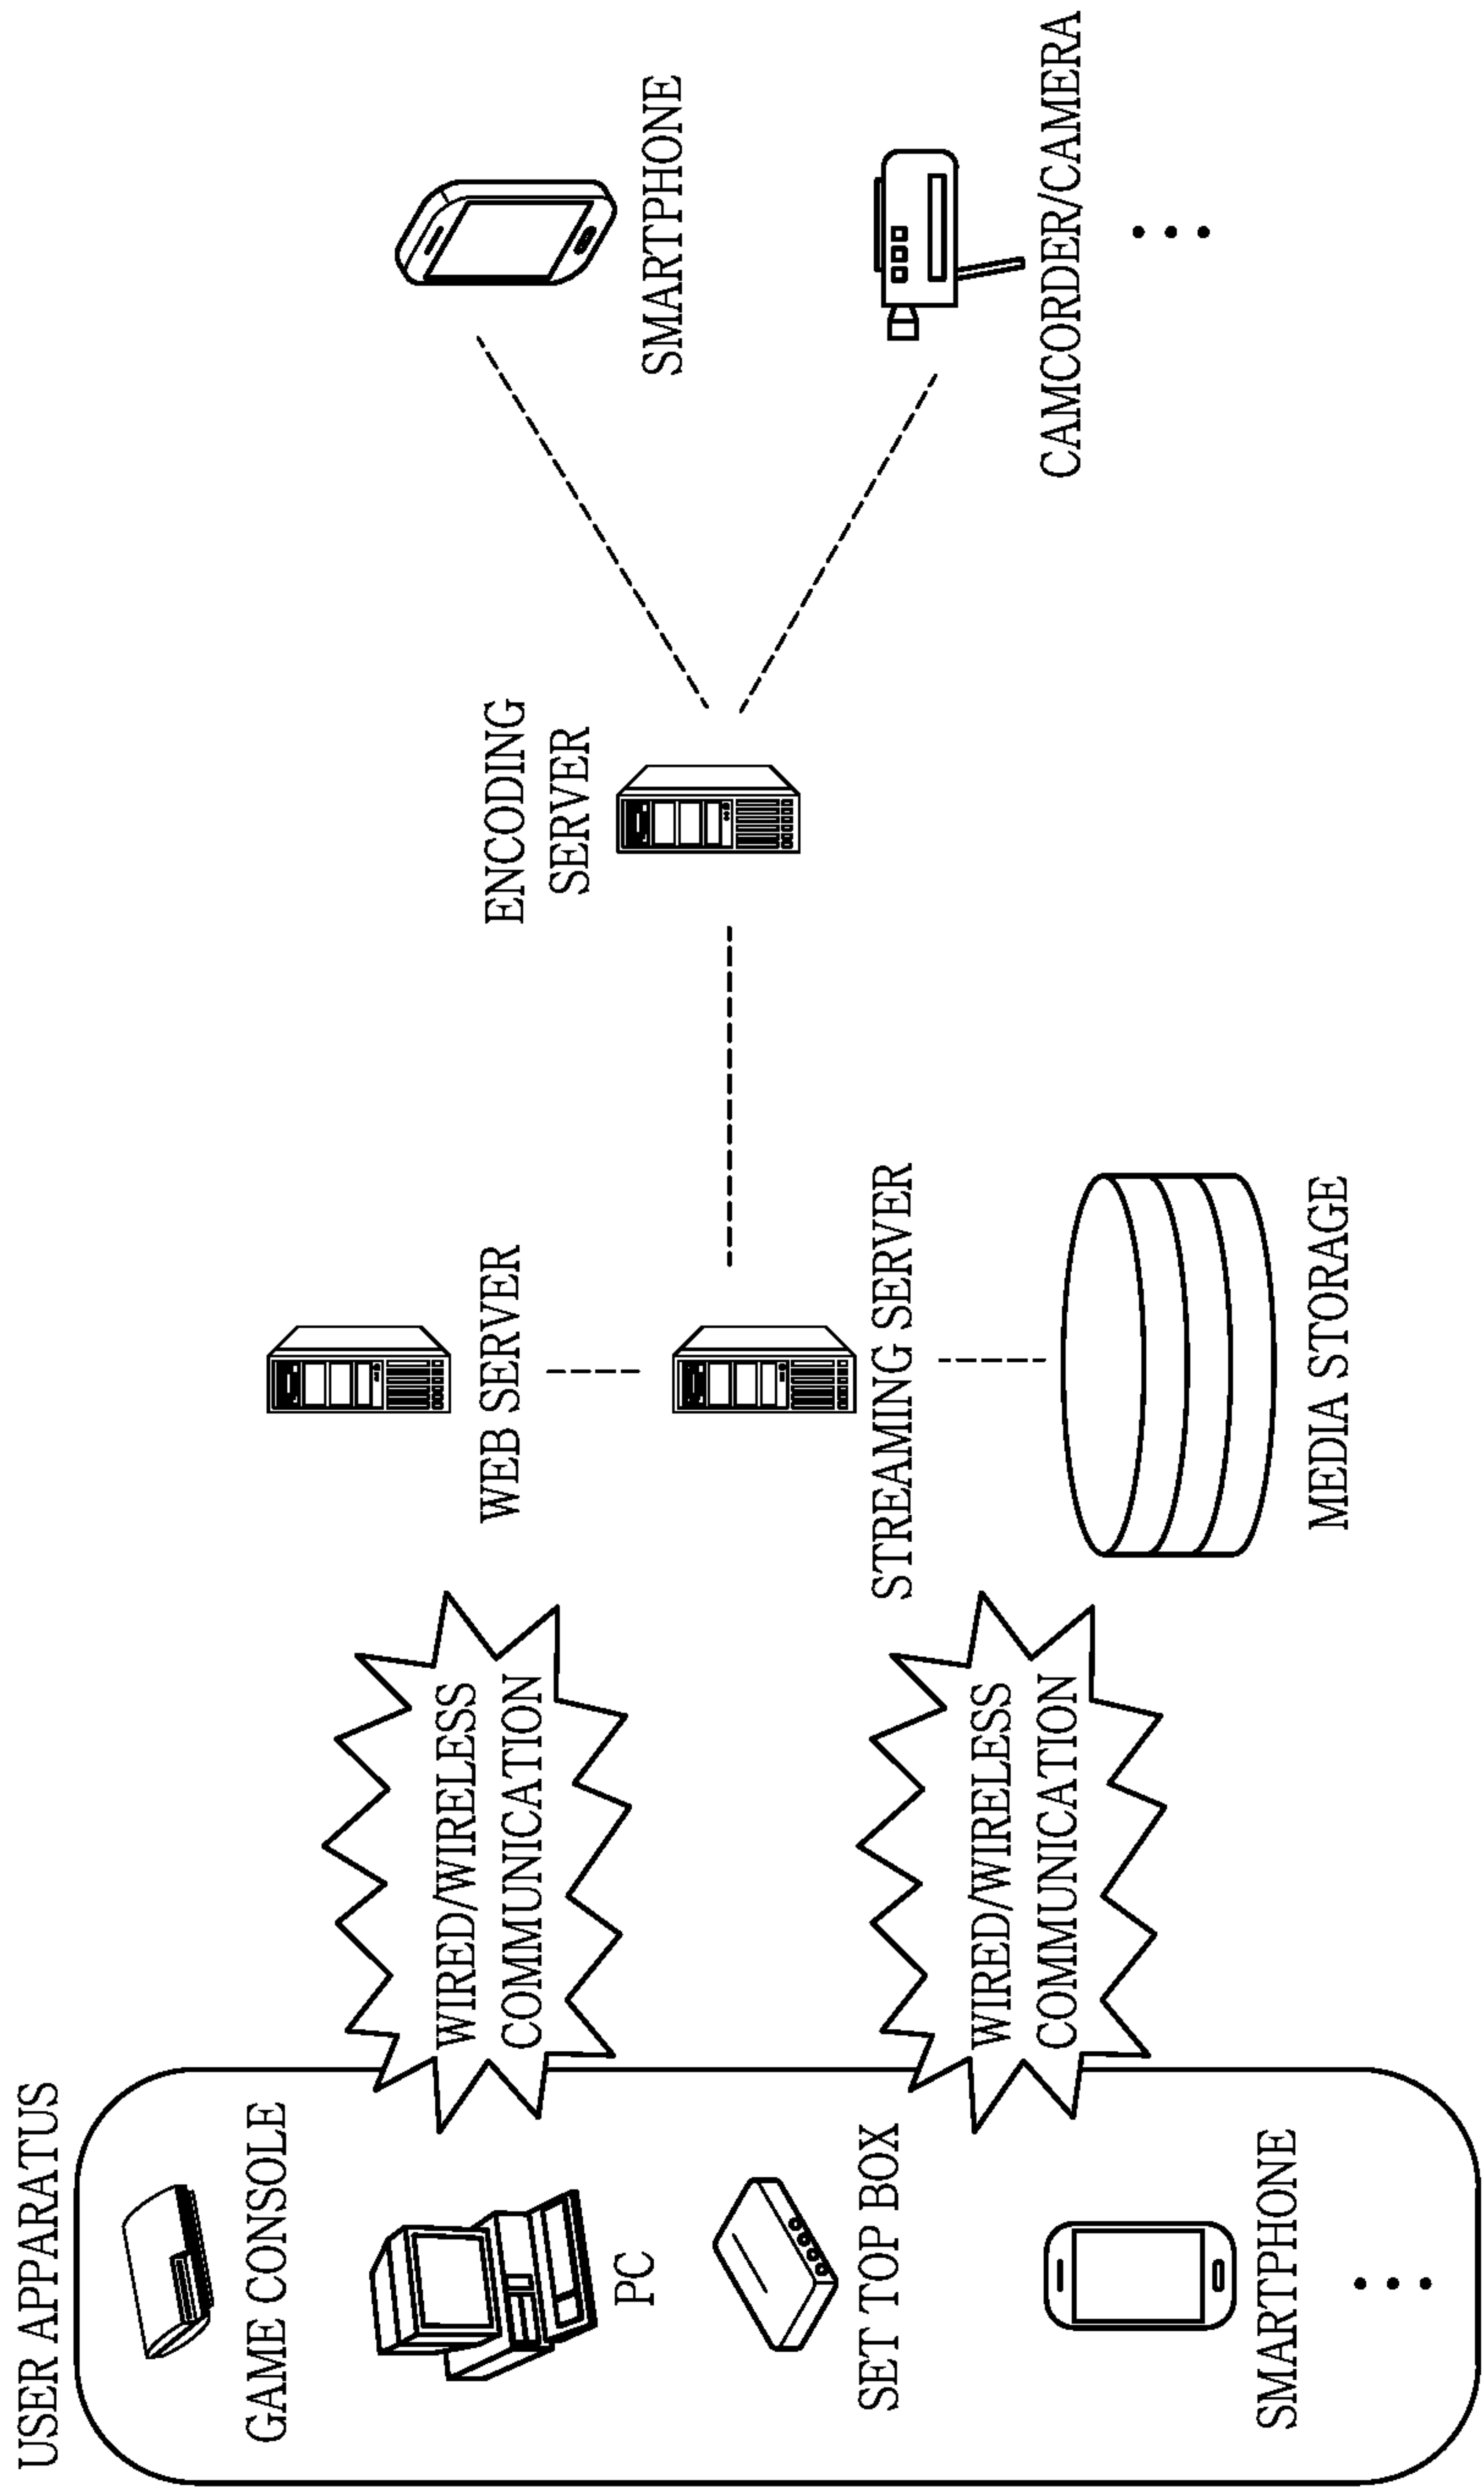 USER APPARATUS
GAME CONSOLE
PC
SET TOP BOX
SMARTPHONE
WIRED/WIRELESS
COMMUNICATION
WIRED/WIRELESS
COMMUNICATION
WEB SERVER
STREAMING SERVER
MEDIA STORAGE
ENCODING
SERVER
SMARTPHONE
CAMCORDER/CAMERA